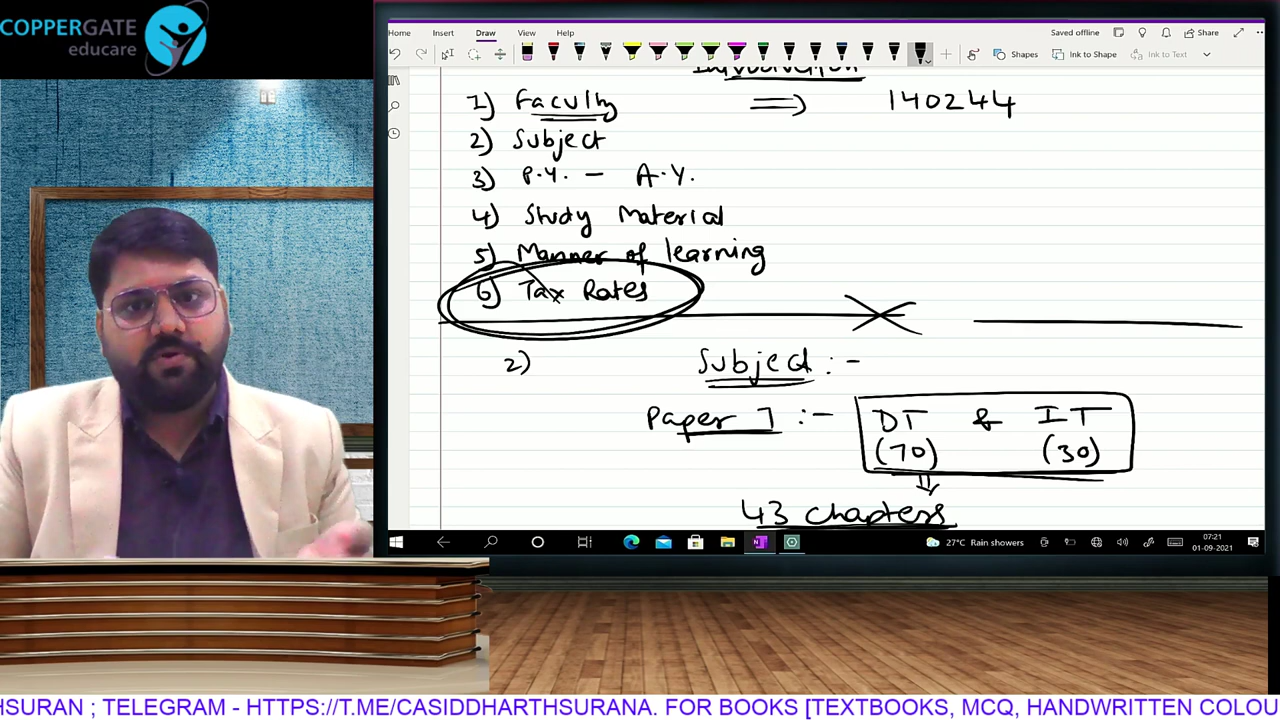 COPPERGATE
educare
Home Insert Draw View Help
Saved offline
Share
Shapes
Ink to Shape
Ink to Text
Introduction
1) Faculty ⇒ 140244
2) Subject
3) P.Y. - A.Y.
4) Study Material
5) Manner of learning
6) Tax Rates
2) Subject :-
Paper 7 :- DT & IT
(70) (30)
43 chapters
27°C Rain showers
07:21
01-09-2021
HSURAN ; TELEGRAM - HTTPS://T.ME/CASIDDHARTHSURANA. FOR BOOKS [TEXTBOOKS, MCQ, HANDWRITTEN COLOU